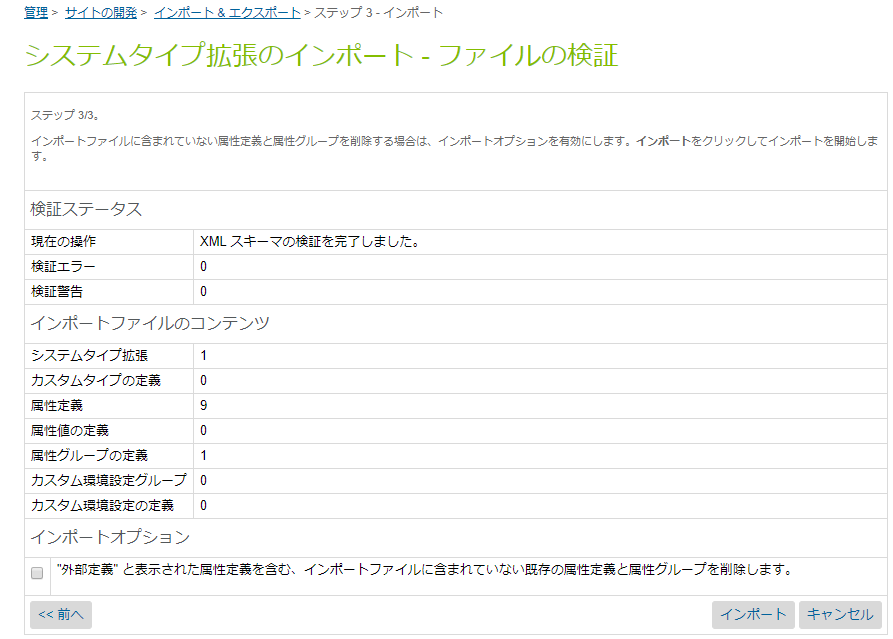 管理 > サイトの開発 > インポート & エクスポート > ステップ 3 - インポート
システムタイプ拡張のインポート - ファイルの検証
ステップ 3/3。
インポートファイルに含まれていない属性定義と属性グループを削除する場合は、インポートオプションを有効にします。インポートをクリックしてインポートを開始しま
す。
検証ステータス
現在の操作 XML スキーマの検証を完了しました。
検証エラー 0
検証警告 0
インポートファイルのコンテンツ
システムタイプ拡張 1
カスタムタイプの定義 0
属性定義 9
属性値の定義 0
属性グループの定義 1
カスタム環境設定グループ 0
カスタム環境設定の定義 0
インポートオプション
"外部定義" と表示された属性定義を含む、インポートファイルに含まれていない既存の属性定義と属性グループを削除します。
<< 前へ インポート キャンセル